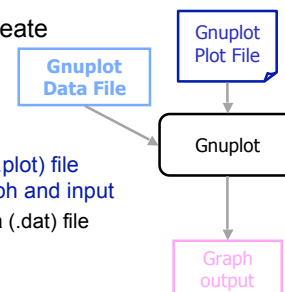 eate
Gnuplot
Data File
Gnuplot
Plot File
Gnuplot
plot) file
ph and input
(.dat) file
Graph
output